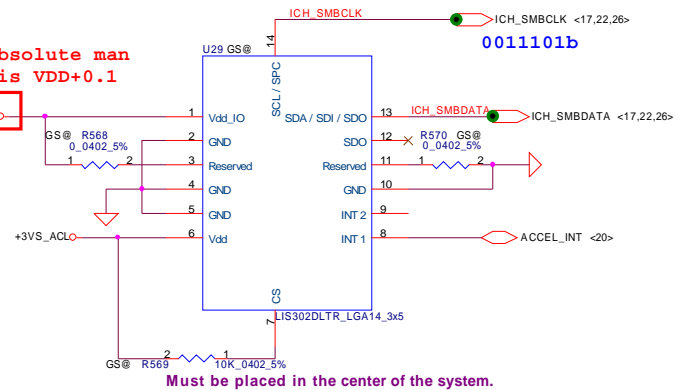 ICH_SMBCLK
ICH_SMBCLK <17,22,26>
0011101b
bsolute man
is VDD+0.1
U29 GS@
14
SCL / SPC
1
Vdd_IO
SDA / SDI / SDO
13
ICH_SMBDATA
ICH_SMBDATA <17,22,26>
GS@ R568
0_0402_5%
2
GND
SDO
12
R570 GS@
0_0402_5%
1
2
3
Reserved
Reserved
11
1
2
4
GND
GND
10
5
GND
INT 2
9
+3VS_ACL
6
Vdd
INT 1
8
ACCEL_INT <20>
CS
7
LIS302DLTR_LGA14_3x5
2
1
GS@ R569
10K_0402_5%
Must be placed in the center of the system.